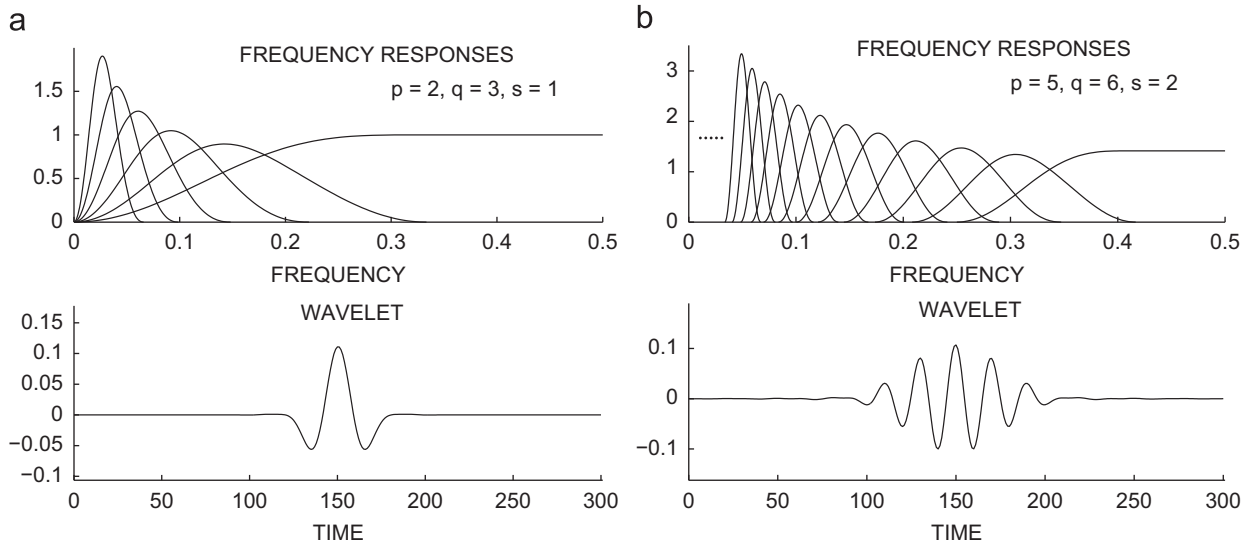 a
FREQUENCY RESPONSES
p = 2, q = 3, s = 1
1.5
1
0.5
0
0 0.1 0.2 0.3 0.4 0.5
FREQUENCY
WAVELET
0.15
0.1
0.05
0
−0.05
−0.1
0 50 100 150 200 250 300
TIME
b
FREQUENCY RESPONSES
p = 5, q = 6, s = 2
3
2
1
0
0 0.1 0.2 0.3 0.4 0.5
FREQUENCY
WAVELET
0.1
0
−0.1
0 50 100 150 200 250 300
TIME